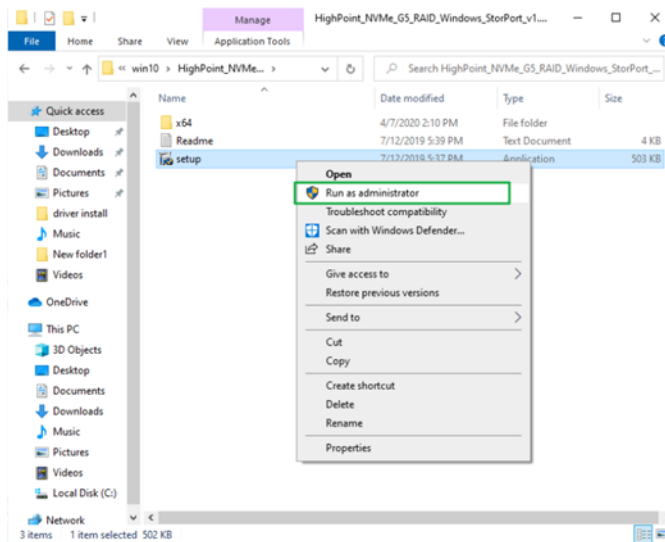 Manage
HighPoint_NVMe_G5_RAID_Windows_StorPort_v1....
File
Home
Share
View
Application Tools
« win10 > HighPoint_NVMe... >
Search HighPoint_NVMe_G5_RAID_Windows_StorPort_...
Name
Date modified
Type
Size
x64
4/7/2020 2:10 PM
File folder
Readme
7/12/2019 5:39 PM
Text Document
4 KB
setup
7/12/2019 5:37 PM
Application
503 KB
Quick access
Desktop
Downloads
Documents
Pictures
driver install
Music
New folder1
Videos
OneDrive
This PC
3D Objects
Desktop
Documents
Downloads
Music
Pictures
Videos
Local Disk (C:)
Network
Open
Run as administrator
Troubleshoot compatibility
Scan with Windows Defender...
Share
Give access to
Restore previous versions
Send to
Cut
Copy
Create shortcut
Delete
Rename
Properties
3 items
1 item selected 502 KB